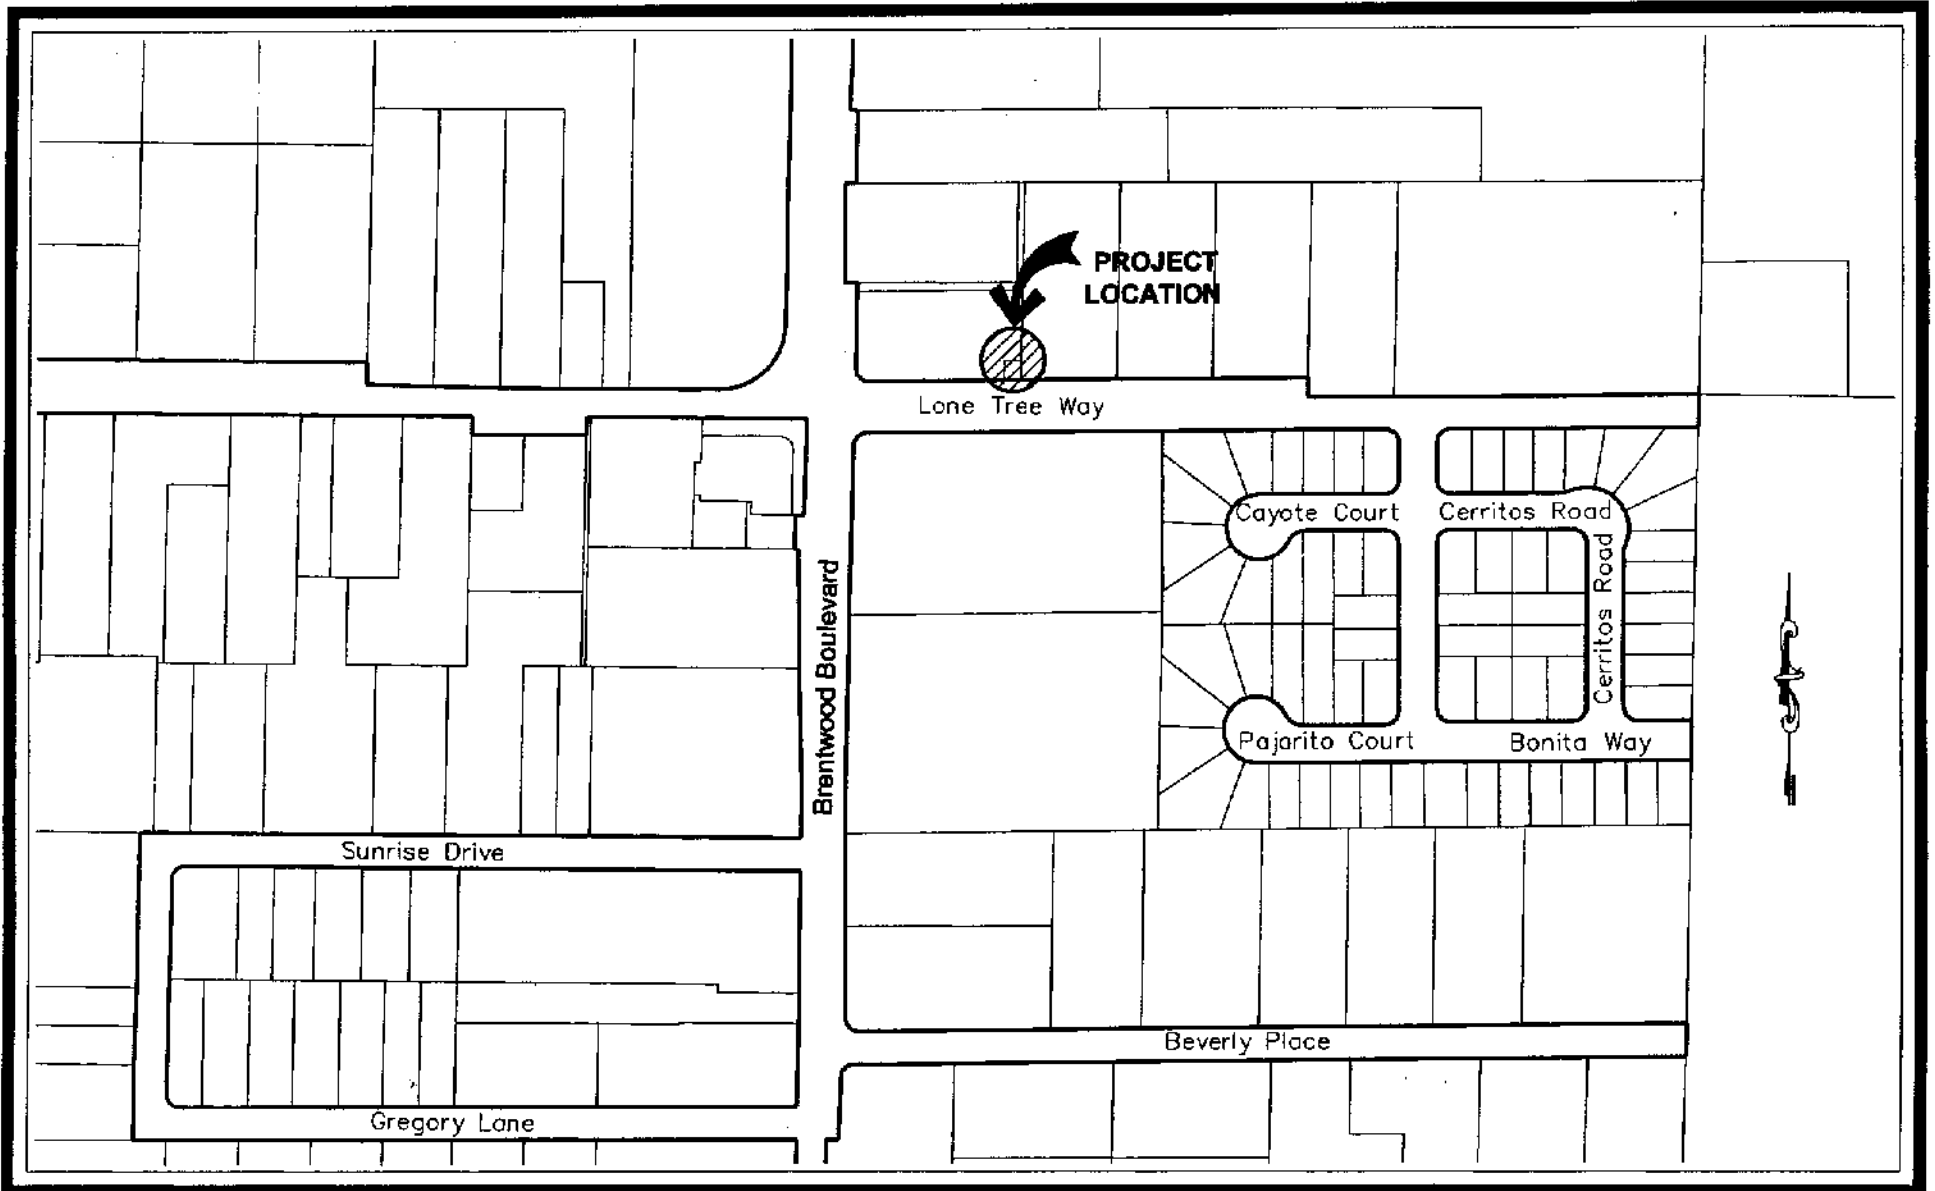 PROJECT
LOCATION
Lone Tree Way
Cayote Court
Cerritos Road
Cerritos Road
Brentwood Boulevard
Pajarito Court
Bonita Way
Sunrise Drive
Beverly Place
Gregory Lane